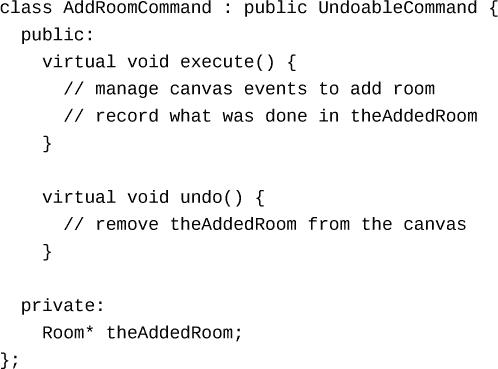 class AddRoomCommand : public UndoableCommand {
  public:
    virtual void execute() {
      // manage canvas events to add room
      // record what was done in theAddedRoom
    }

    virtual void undo() {
      // remove theAddedRoom from the canvas
    }

  private:
    Room* theAddedRoom;
};